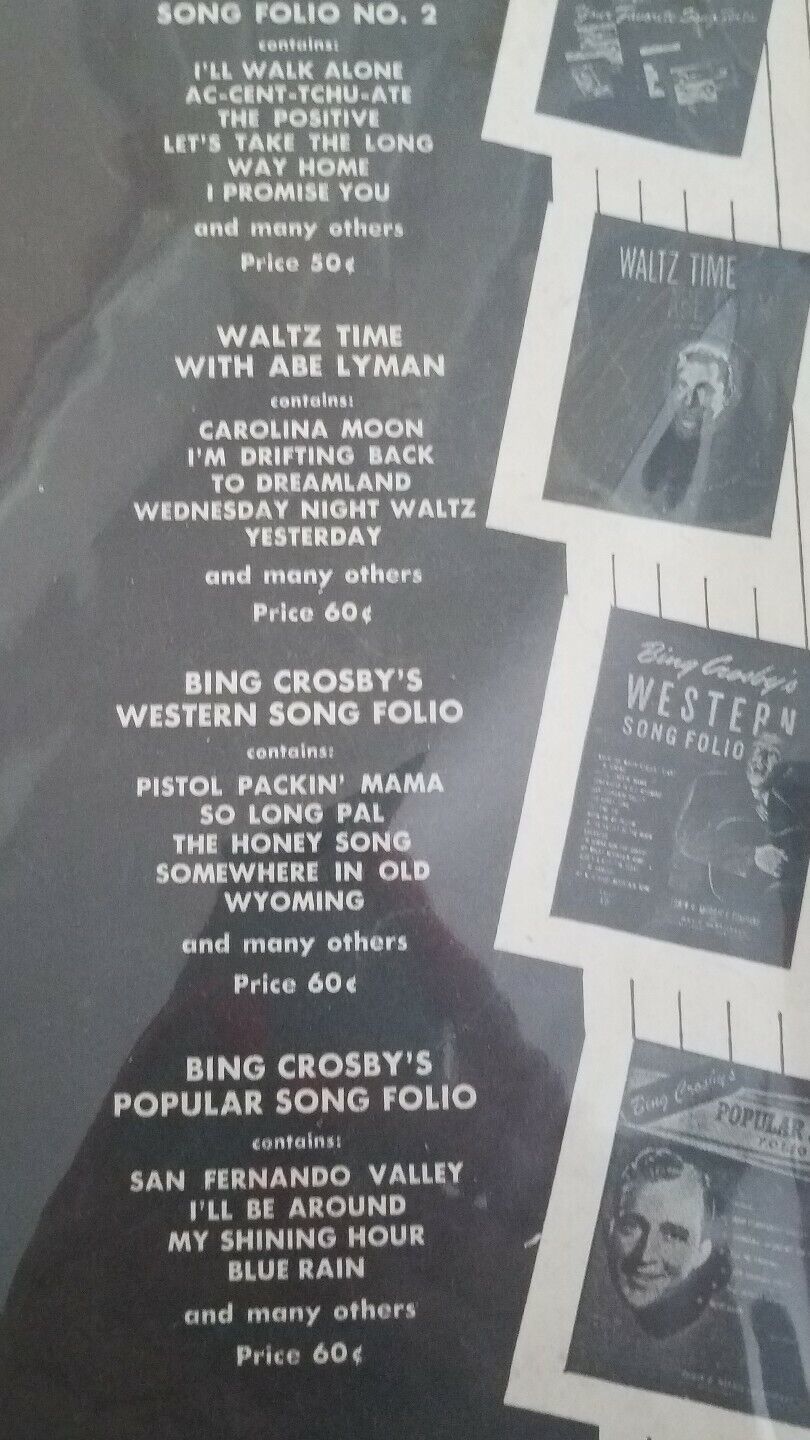 SONG FOLIO NO. 2
contains:
I'LL WALK ALONE
AC-CENT-TCHU-ATE
THE POSITIVE
LET'S TAKE THE LONG
WAY HOME
I PROMISE YOU
and many others
Price 50¢
WALTZ TIME
WITH ABE LYMAN
contains:
CAROLINA MOON
I'M DRIFTING BACK
TO DREAMLAND
WEDNESDAY NIGHT WALTZ
YESTERDAY
and many others
Price 60¢
BING CROSBY'S
WESTERN SONG FOLIO
contains:
PISTOL PACKIN' MAMA
SO LONG PAL
THE HONEY SONG
SOMEWHERE IN OLD
WYOMING
and many others
Price 60¢
BING CROSBY'S
POPULAR SONG FOLIO
contains:
SAN FERNANDO VALLEY
I'LL BE AROUND
MY SHINING HOUR
BLUE RAIN
and many others
Price 60¢
Your Favorite
WALTZ TIME
Bing Crosby's
WESTERN
SONG FOLIO
Bing Crosby's
POPULAR
FOLIO